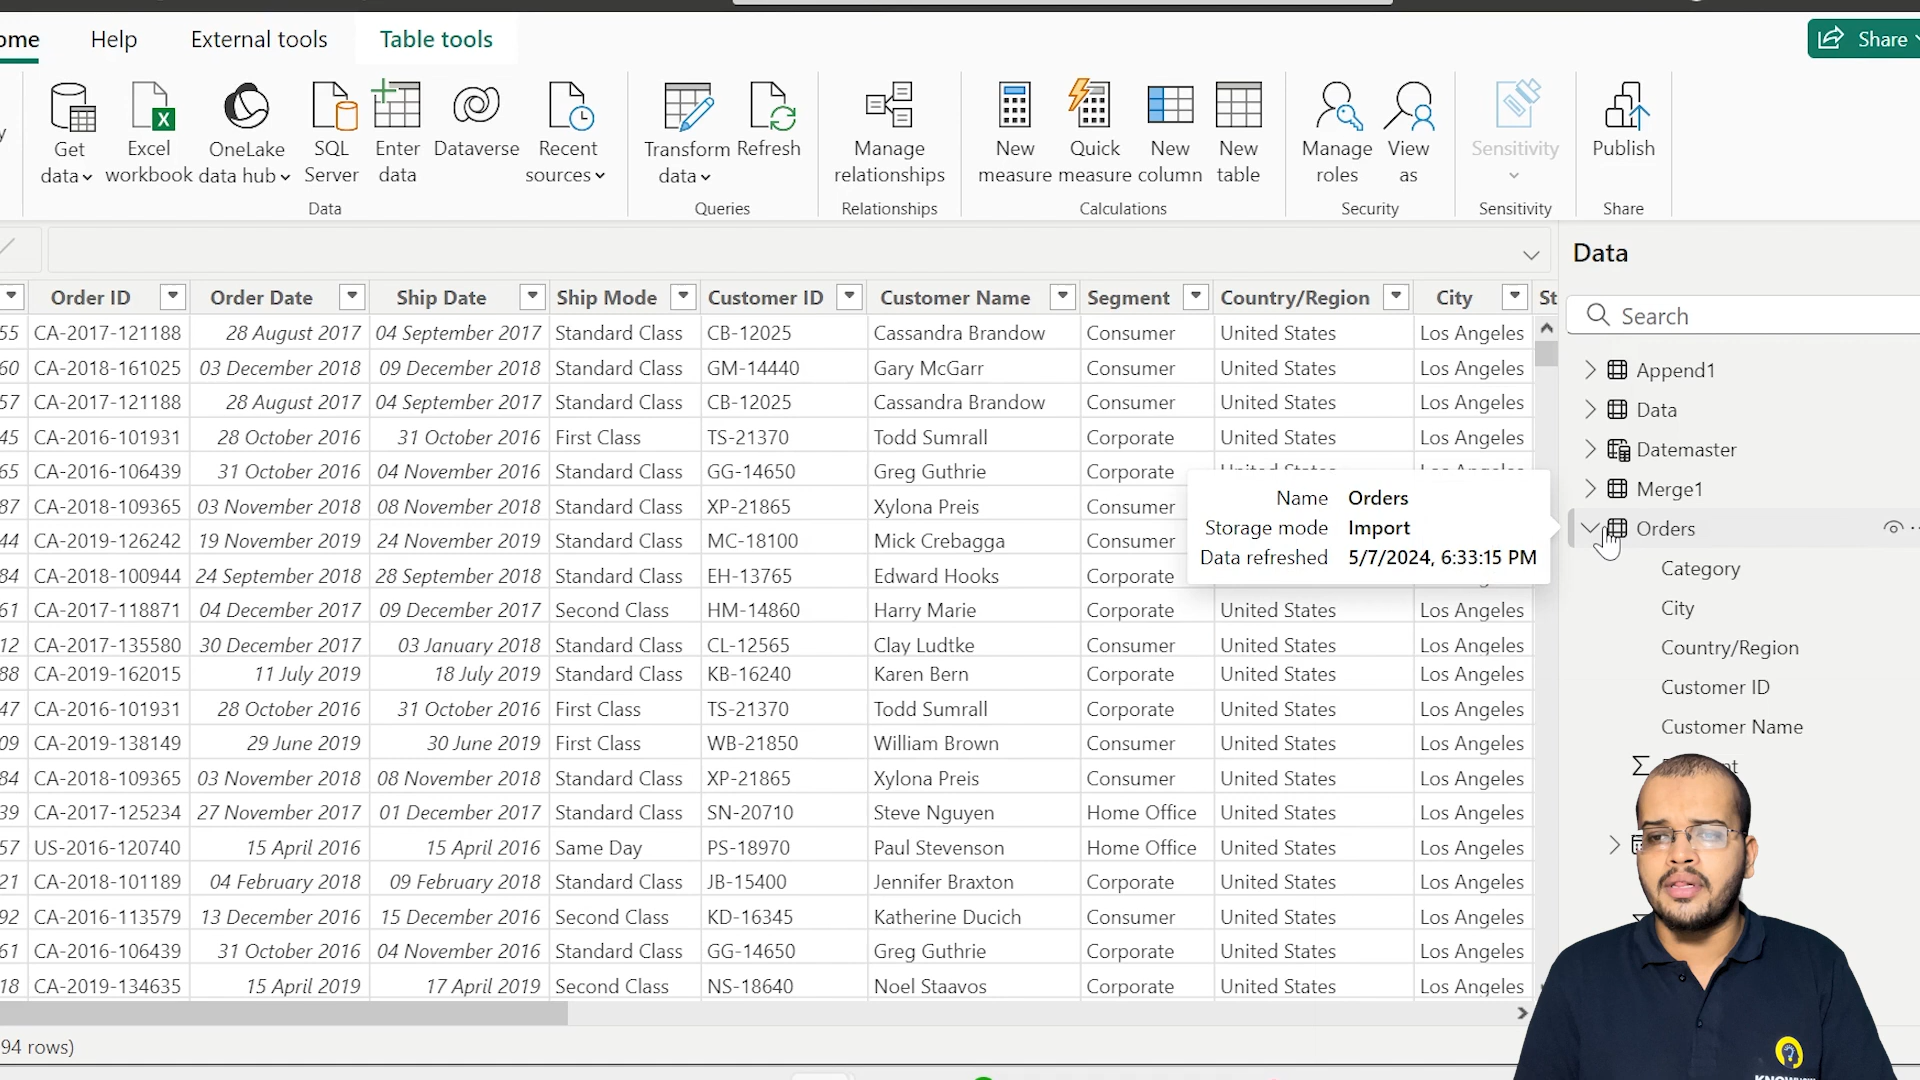 ome Help External tools Table tools Share
Get data Excel workbook OneLake data hub SQL Server Enter data Dataverse Recent sources Transform data Refresh Manage relationships New measure Quick measure New column New table Manage roles View as Sensitivity Publish
Data Queries Relationships Calculations Security Sensitivity Share
Order ID Order Date Ship Date Ship Mode Customer ID Customer Name Segment Country/Region City St
55 CA-2017-121188 28 August 2017 04 September 2017 Standard Class CB-12025 Cassandra Brandow Consumer United States Los Angeles
60 CA-2018-161025 03 December 2018 09 December 2018 Standard Class GM-14440 Gary McGarr Consumer United States Los Angeles
57 CA-2017-121188 28 August 2017 04 September 2017 Standard Class CB-12025 Cassandra Brandow Consumer United States Los Angeles
45 CA-2016-101931 28 October 2016 31 October 2016 First Class TS-21370 Todd Sumrall Corporate United States Los Angeles
65 CA-2016-106439 31 October 2016 04 November 2016 Standard Class GG-14650 Greg Guthrie Corporate
87 CA-2018-109365 03 November 2018 08 November 2018 Standard Class XP-21865 Xylona Preis Consumer
44 CA-2019-126242 19 November 2019 24 November 2019 Standard Class MC-18100 Mick Crebagga Consumer
84 CA-2018-100944 24 September 2018 28 September 2018 Standard Class EH-13765 Edward Hooks Corporate
61 CA-2017-118871 04 December 2017 09 December 2017 Second Class HM-14860 Harry Marie Corporate United States Los Angeles
12 CA-2017-135580 30 December 2017 03 January 2018 Standard Class CL-12565 Clay Ludtke Consumer United States Los Angeles
88 CA-2019-162015 11 July 2019 18 July 2019 Standard Class KB-16240 Karen Bern Corporate United States Los Angeles
47 CA-2016-101931 28 October 2016 31 October 2016 First Class TS-21370 Todd Sumrall Corporate United States Los Angeles
09 CA-2019-138149 29 June 2019 30 June 2019 First Class WB-21850 William Brown Consumer United States Los Angeles
84 CA-2018-109365 03 November 2018 08 November 2018 Standard Class XP-21865 Xylona Preis Consumer United States Los Angeles
39 CA-2017-125234 27 November 2017 01 December 2017 Standard Class SN-20710 Steve Nguyen Home Office United States Los Angeles
57 US-2016-120740 15 April 2016 15 April 2016 Same Day PS-18970 Paul Stevenson Home Office United States Los Angeles
21 CA-2018-101189 04 February 2018 09 February 2018 Standard Class JB-15400 Jennifer Braxton Corporate United States Los Angeles
92 CA-2016-113579 13 December 2016 15 December 2016 Second Class KD-16345 Katherine Ducich Consumer United States Los Angeles
61 CA-2016-106439 31 October 2016 04 November 2016 Standard Class GG-14650 Greg Guthrie Corporate United States Los Angeles
18 CA-2019-134635 15 April 2019 17 April 2019 Second Class NS-18640 Noel Staavos Corporate United States Los Angeles
94 rows)
Name Orders
Storage mode Import
Data refreshed 5/7/2024, 6:33:15 PM
Data
Search
Append1
Data
Datemaster
Merge1
Orders
Category
City
Country/Region
Customer ID
Customer Name